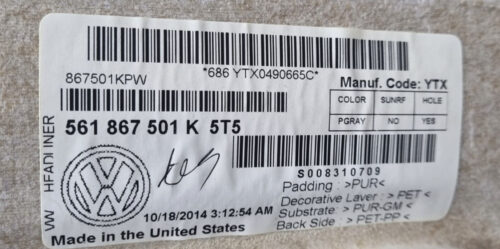 *686 YTX0490665C*
867501KPW
Manuf. Code: YTX
COLOR SUNRF HOLE
PGRAY NO YES
561 867 501 K 5T5
S008310709
VW HEADLINER
Padding : >PUR<
Decorative Layer : >PET<
Substrate : >PUR-GM<
Back Side : >PET-PP<
10/18/2014 3:12:54 AM
Made in the United States